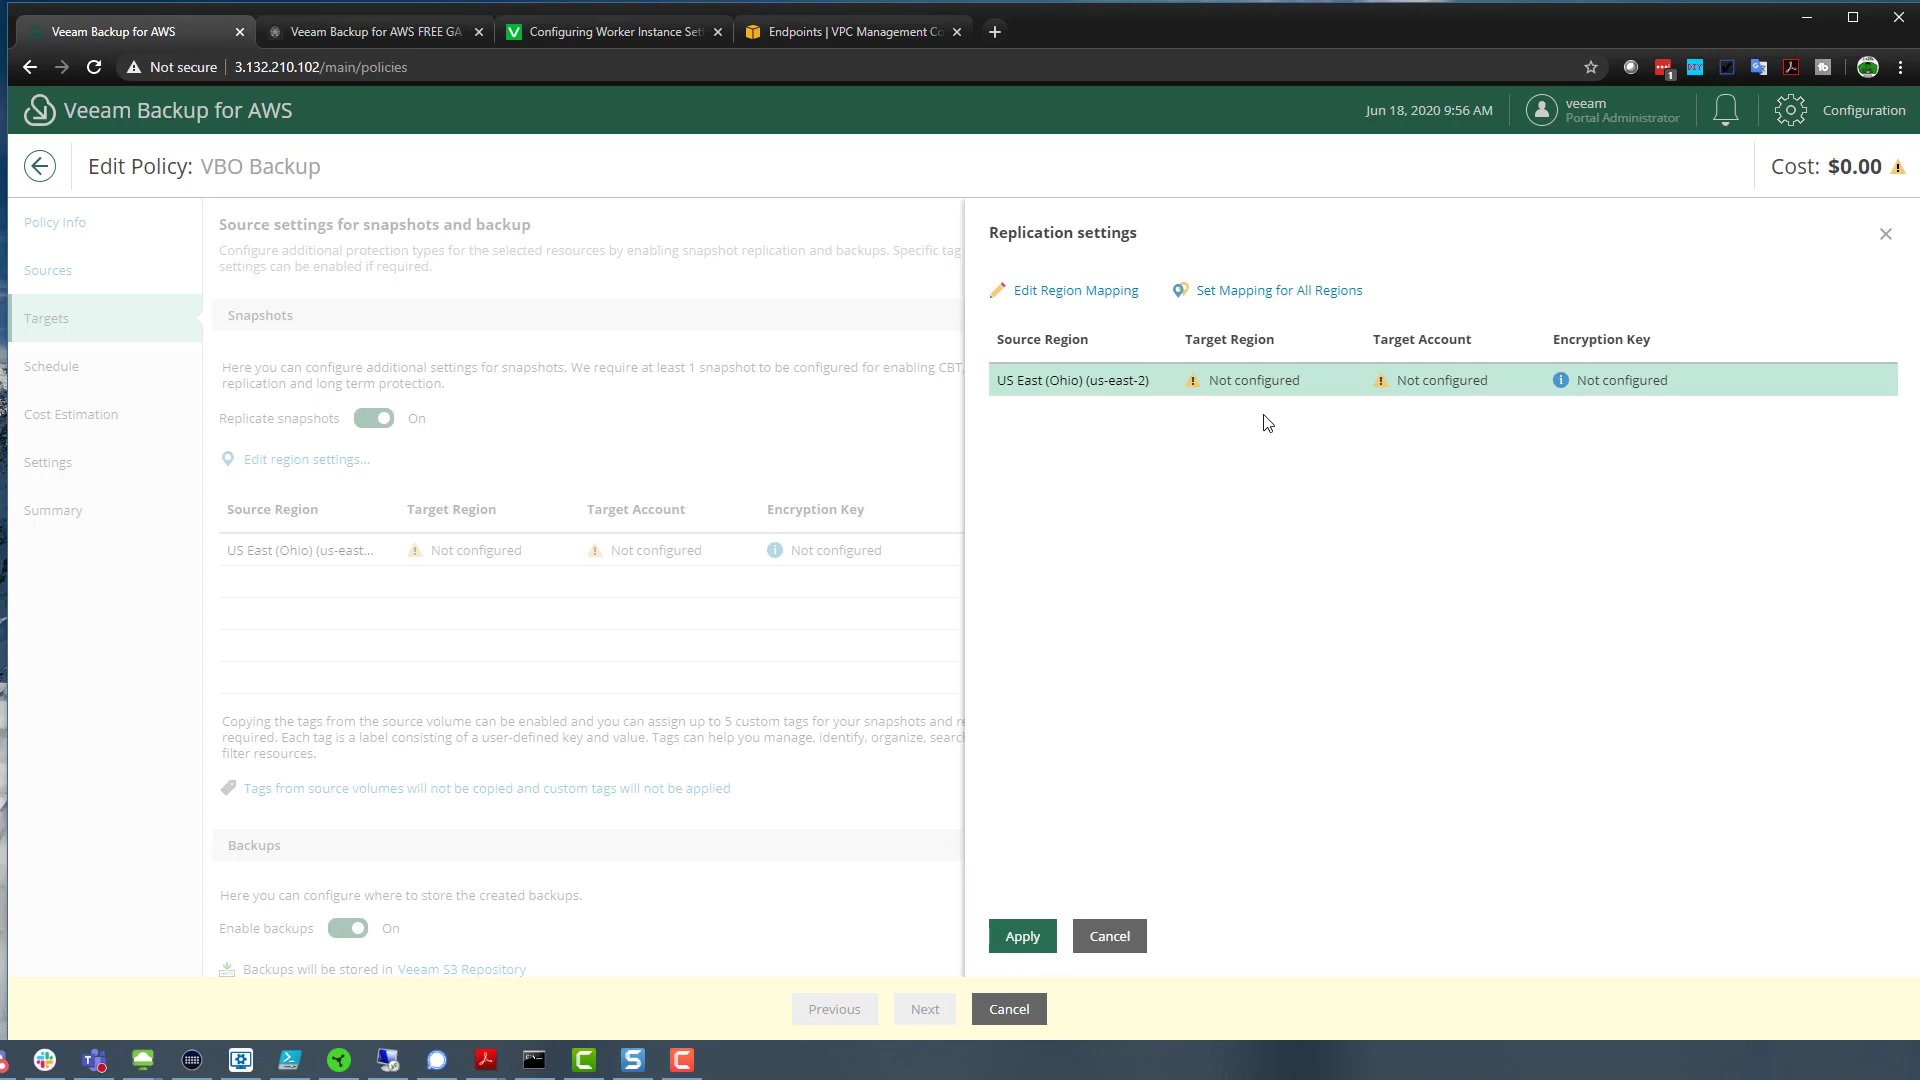 Veeam Backup for AWS
Veeam Backup for AWS FREE GA
Configuring Worker Instance Set
Endpoints | VPC Management Co
Not secure
3.132.210.102/main/policies
1
DIY
Veeam Backup for AWS
Jun 18, 2020 9:56 AM
veeam
Portal Administrator
Configuration
Edit Policy: VBO Backup
Cost: $0.00
Policy Info
Sources
Targets
Schedule
Cost Estimation
Settings
Summary
Source settings for snapshots and backup
Configure additional protection types for the selected resources by enabling snapshot replication and backups. Specific tag
settings can be enabled if required.
Snapshots
Here you can configure additional settings for snapshots. We require at least 1 snapshot to be configured for enabling CBT,
replication and long term protection.
Replicate snapshots On
Edit region settings...
Source Region Target Region Target Account Encryption Key
US East (Ohio) (us-east... Not configured Not configured Not configured
Copying the tags from the source volume can be enabled and you can assign up to 5 custom tags for your snapshots and re
required. Each tag is a label consisting of a user-defined key and value. Tags can help you manage, identify, organize, searc
filter resources.
Tags from source volumes will not be copied and custom tags will not be applied
Backups
Here you can configure where to store the created backups.
Enable backups On
Backups will be stored in Veeam S3 Repository
Replication settings
Edit Region Mapping
Set Mapping for All Regions
Source Region Target Region Target Account Encryption Key
US East (Ohio) (us-east-2) Not configured Not configured Not configured
Apply
Cancel
Previous
Next
Cancel